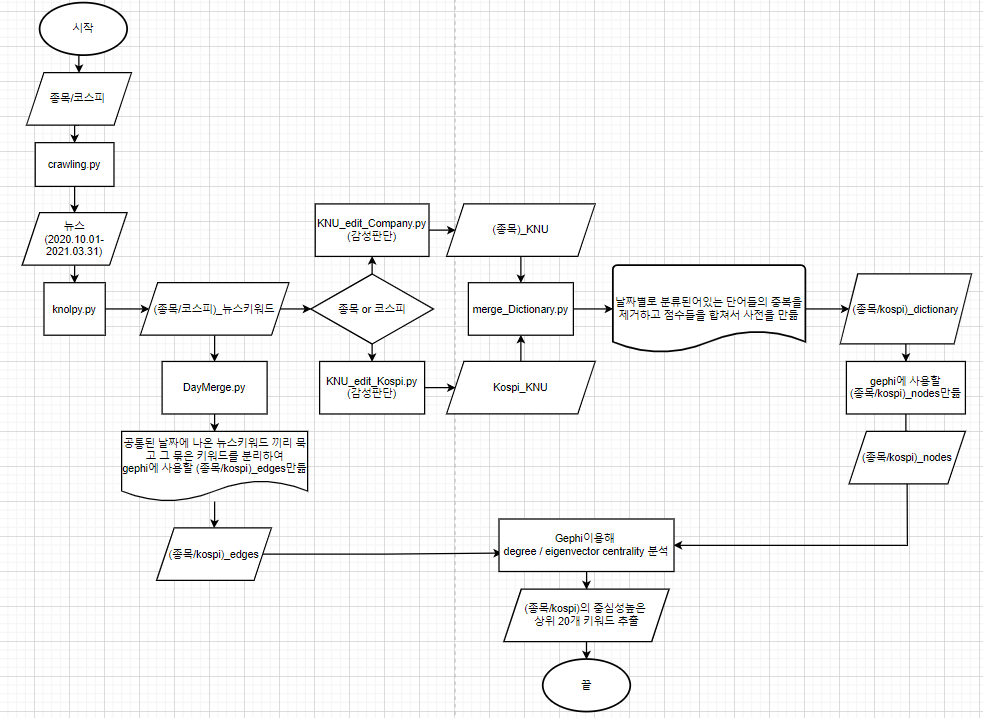 시작
종목/코스피
crawling.py
뉴스
(2020.10.01-
2021.03.31)
knolpy.py
(종목/코스피)_뉴스키워드
종목 or 코스피
KNU_edit_Company.py
(감성판단)
(종목)_KNU
KNU_edit_Kospi.py
(감성판단)
Kospi_KNU
merge_Dictionary.py
날짜별로 분류된어있는 단어들의 중복을
제거하고 점수들을 합쳐서 사전을 만듦
(종목/kospi)_dictionary
gephi에 사용할
(종목/kospi)_nodes만듦
(종목/kospi)_nodes
DayMerge.py
공통된 날짜에 나온 뉴스키워드 끼리 묶
고 그 묶은 키워드를 분리하여
gephi에 사용할 (종목/kospi)_edges만듦
(종목/kospi)_edges
Gephi이용해
degree / eigenvector centrality 분석
(종목/kospi)의 중심성높은
상위 20개 키워드 추출
끝